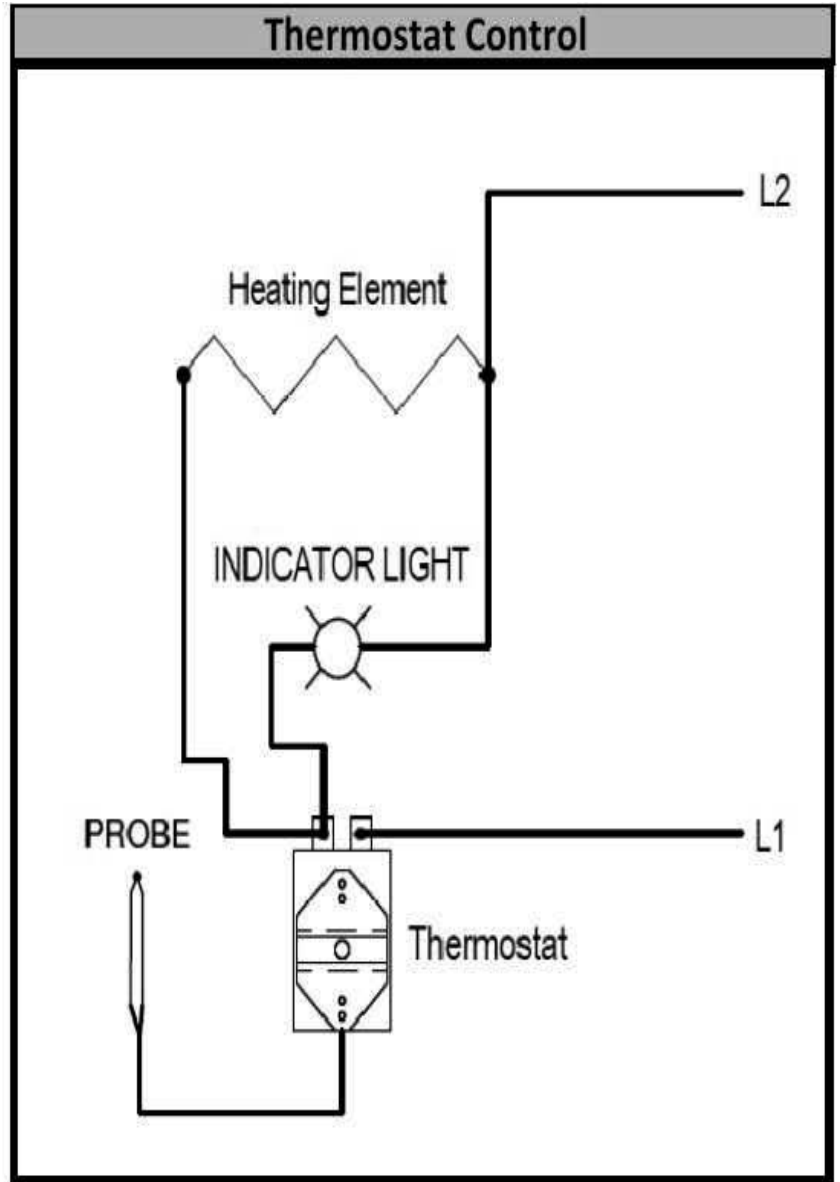 Thermostat Control
L2
Heating Element
INDICATOR LIGHT
PROBE
L1
Thermostat